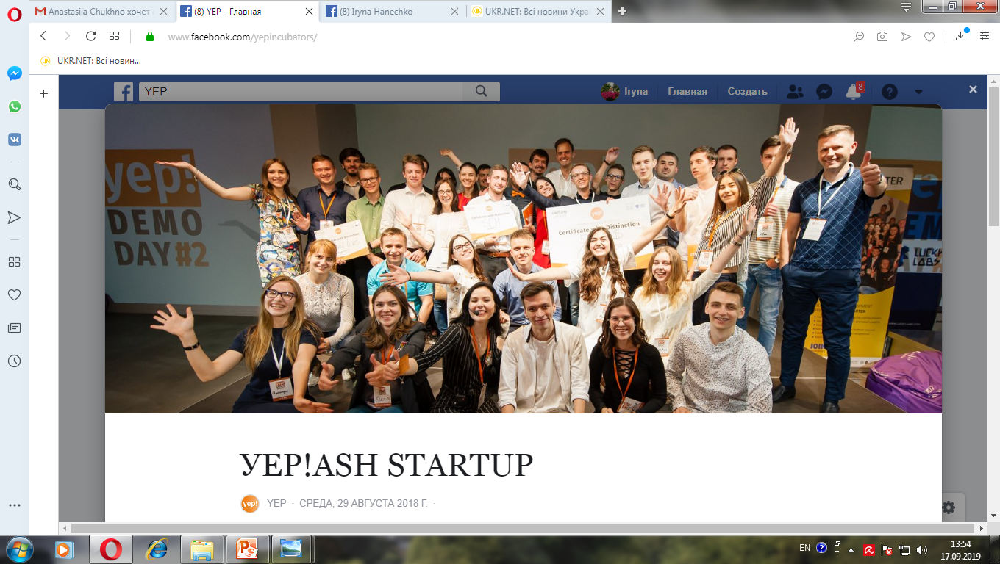 Anastasiia Chukhno хочет
(8) YEP - Главная
(8) Iryna Hanechko
UKR.NET: Всі новини Укра
www.facebook.com/yepincubators/
UKR.NET: Всі новин...
YEP
Iryna
Главная
Создать
8
yep!
DEMO
DAY#2
Certificate with Distinction
yep!
Certificate with Distinction
LUCKY
LABS
УЕР!ASH STARTUP
yep!
YEP · СРЕДА, 29 АВГУСТА 2018 Г. ·
EN
13:54
17.09.2019